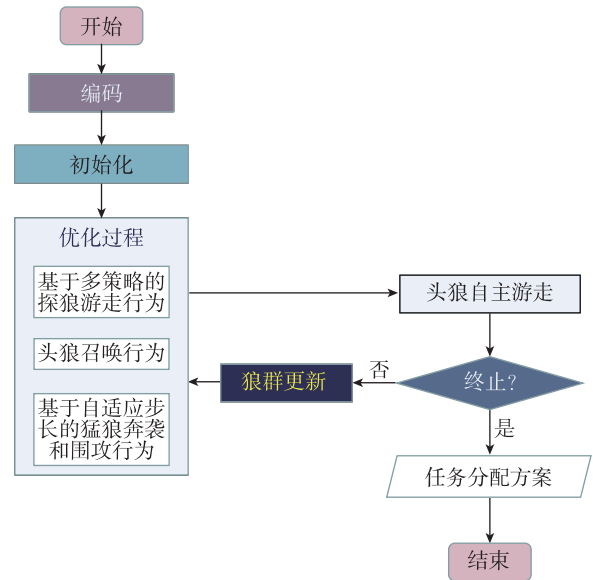 开始
编码
初始化
优化过程
基于多策略的
探狼游走行为
头狼召唤行为
基于自适应步
长的猛狼奔袭
和围攻行为
头狼自主游走
终止?
否
狼群更新
是
任务分配方案
结束